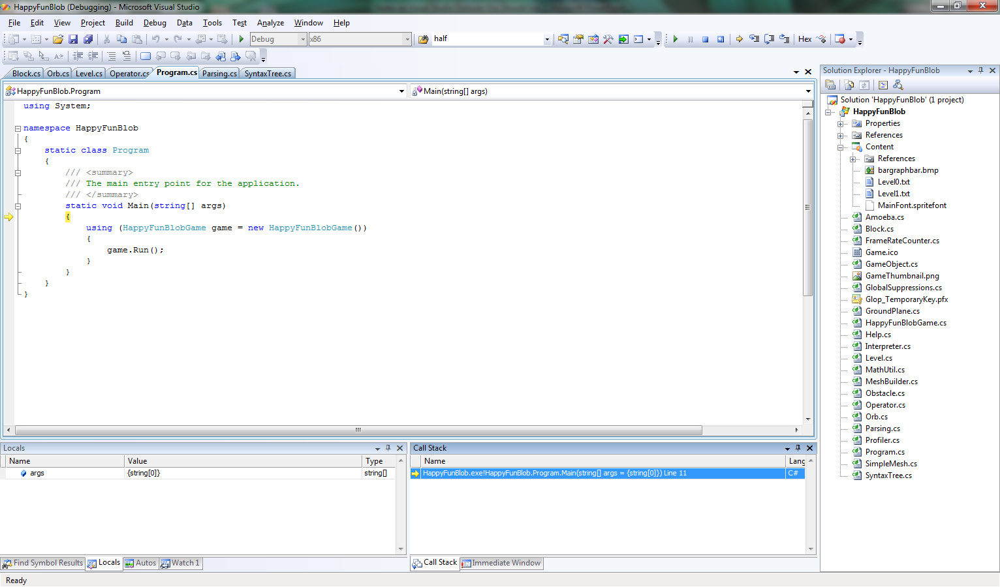 HappyFunBlob (Debugging) - Microsoft Visual Studio
File Edit View Project Build Debug Data Tools Test Analyze Window Help
Debug x86 half Hex
Block.cs Orb.cs Level.cs Operator.cs Program.cs Parsing.cs SyntaxTree.cs
HappyFunBlob.Program Main(string[] args)
using System;
namespace HappyFunBlob
{
static class Program
{
/// <summary>
/// The main entry point for the application.
/// </summary>
static void Main(string[] args)
{
using (HappyFunBlobGame game = new HappyFunBlobGame())
{
game.Run();
}
}
}
}
Solution Explorer - HappyFunBlob
Solution 'HappyFunBlob' (1 project)
HappyFunBlob
Properties
References
Content
References
bargraphbar.bmp
Level0.txt
Level1.txt
MainFont.spritefont
Amoeba.cs
Block.cs
FrameRateCounter.cs
Game.ico
GameObject.cs
GameThumbnail.png
GlobalSuppressions.cs
Glop_TemporaryKey.pfx
GroundPlane.cs
HappyFunBlobGame.cs
Help.cs
Interpreter.cs
Level.cs
MathUtil.cs
MeshBuilder.cs
Obstacle.cs
Operator.cs
Orb.cs
Parsing.cs
Profiler.cs
Program.cs
SimpleMesh.cs
SyntaxTree.cs
Locals
Name Value Type
args {string[0]} string[]
Find Symbol Results Locals Autos Watch 1
Call Stack
Name Lang
HappyFunBlob.exe!HappyFunBlob.Program.Main(string[] args = {string[0]}) Line 11 C#
Call Stack Immediate Window
Ready